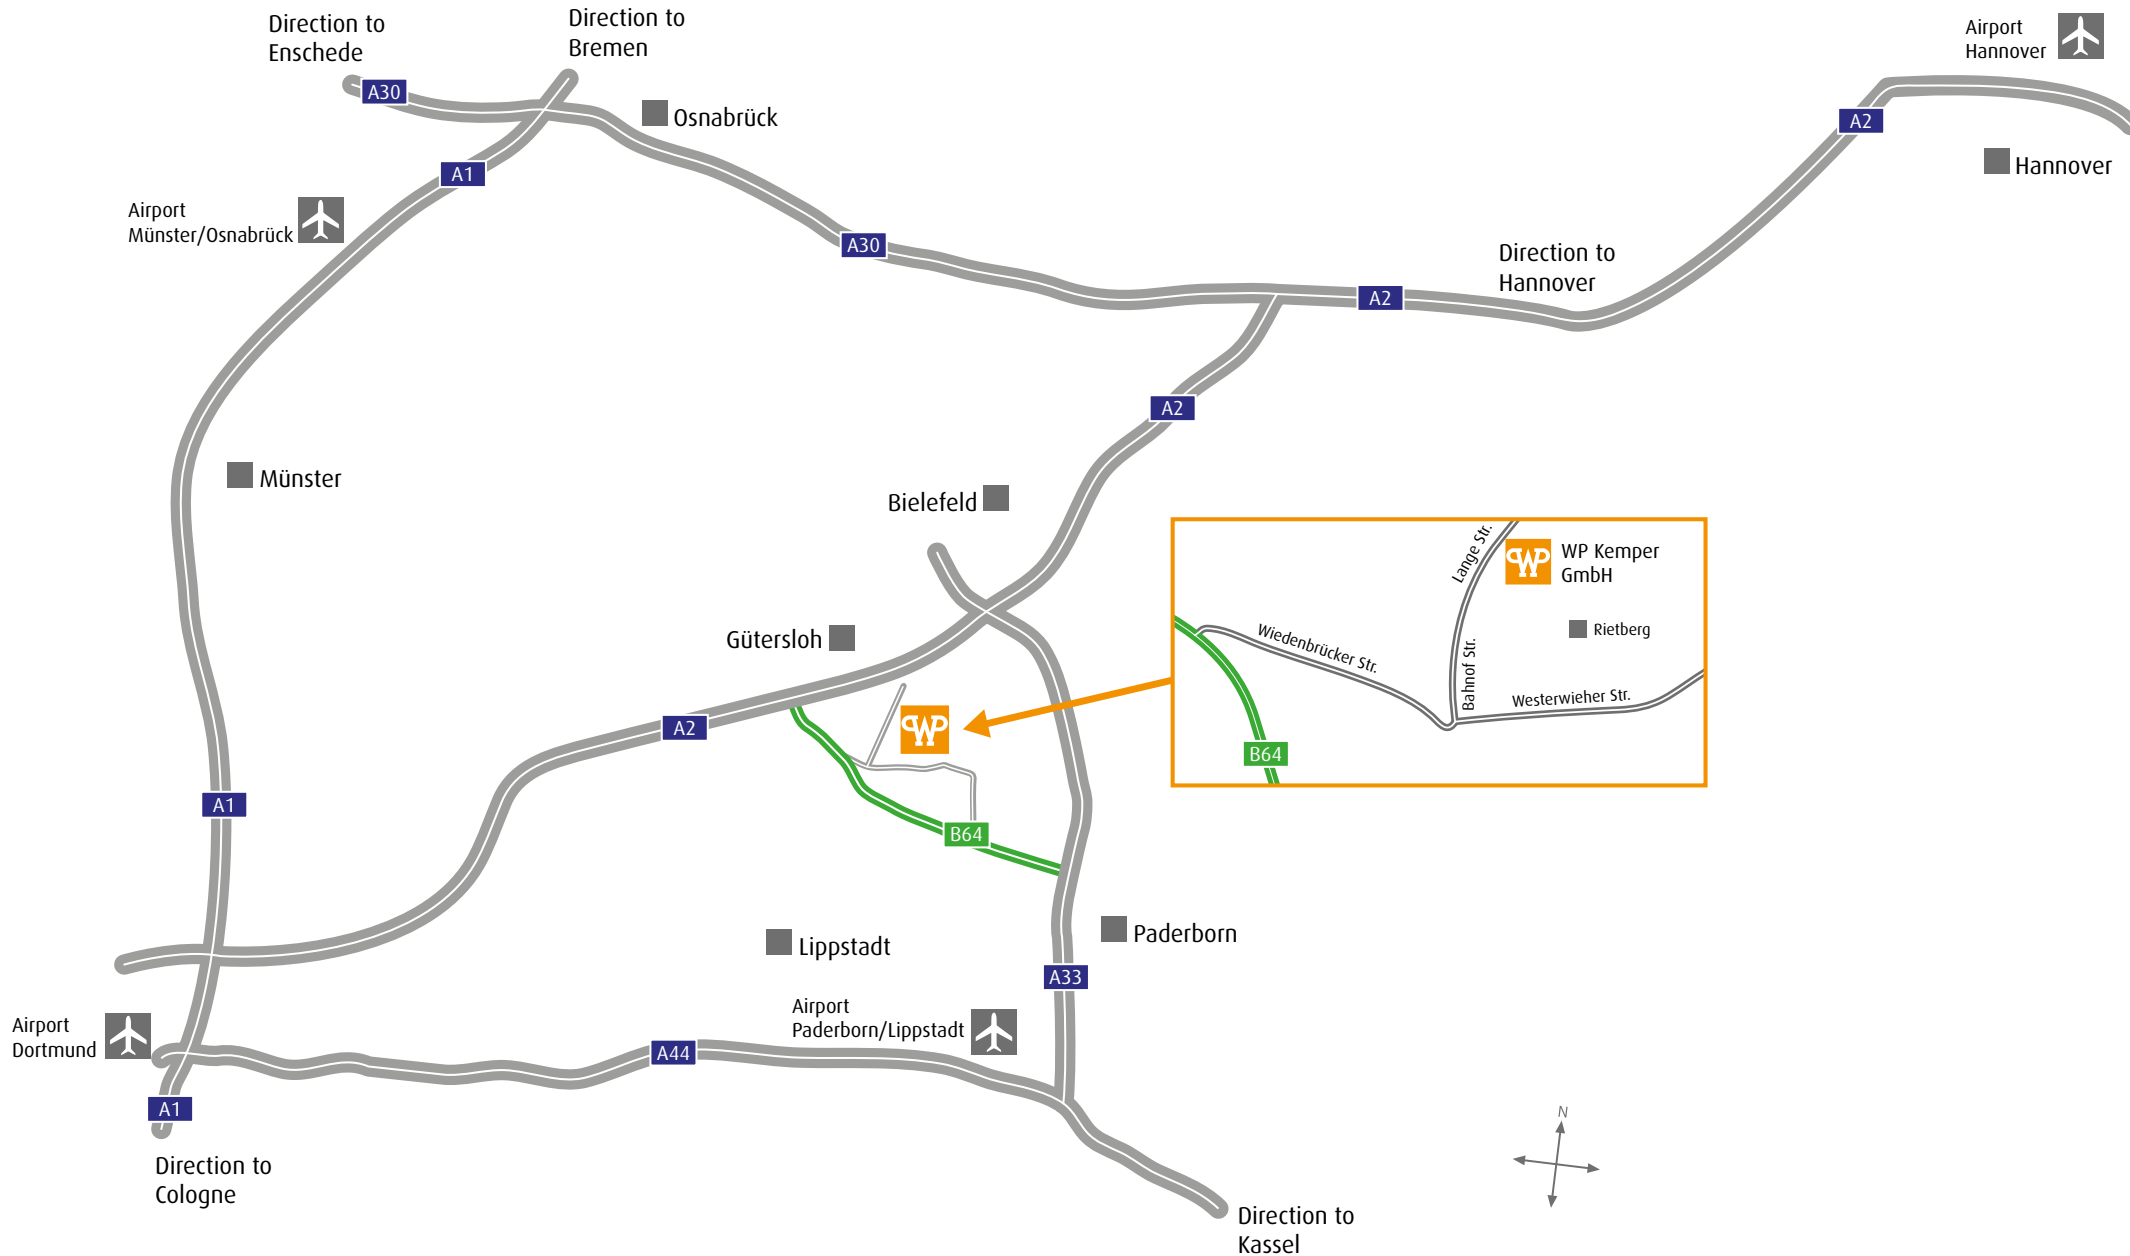 Direction to
Enschede
Direction to
Bremen
Airport
Hannover
A30
Osnabrück
A2
Hannover
A1
Airport
Münster/Osnabrück
A30
Direction to
Hannover
A2
A2
Münster
Bielefeld
Lange Str.
WP
WP Kemper
GmbH
Rietberg
Wiedenbrücker Str.
Bahnof Str.
Westerwieher Str.
B64
Gütersloh
A2
WP
A1
B64
Lippstadt
Paderborn
A33
Airport
Paderborn/Lippstadt
Airport
Dortmund
A44
A1
N
Direction to
Cologne
Direction to
Kassel